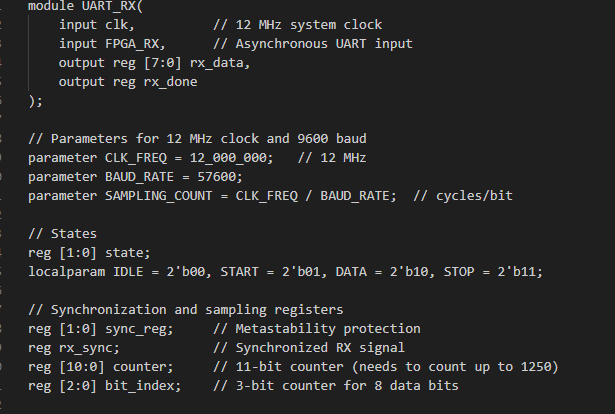 module UART_RX(
input clk, // 12 MHz system clock
input FPGA_RX, // Asynchronous UART input
output reg [7:0] rx_data,
output reg rx_done
);
// Parameters for 12 MHz clock and 9600 baud
parameter CLK_FREQ = 12_000_000; // 12 MHz
parameter BAUD_RATE = 57600;
parameter SAMPLING_COUNT = CLK_FREQ / BAUD_RATE; // cycles/bit
// States
reg [1:0] state;
localparam IDLE = 2'b00, START = 2'b01, DATA = 2'b10, STOP = 2'b11;
// Synchronization and sampling registers
reg [1:0] sync_reg; // Metastability protection
reg rx_sync; // Synchronized RX signal
reg [10:0] counter; // 11-bit counter (needs to count up to 1250)
reg [2:0] bit_index; // 3-bit counter for 8 data bits